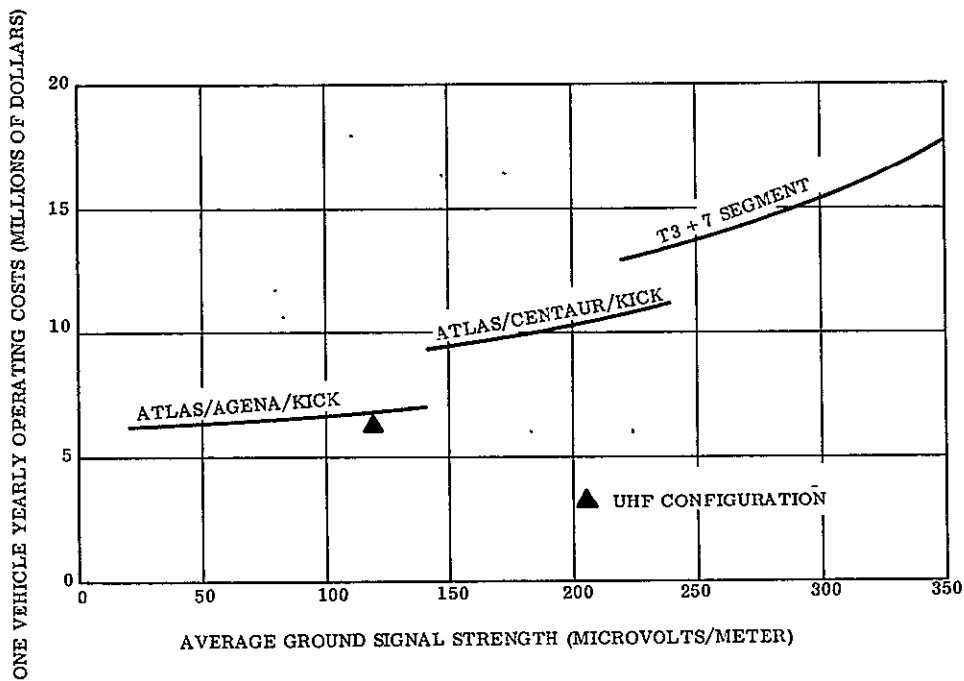 ONE VEHICLE YEARLY OPERATING COSTS (MILLIONS OF DOLLARS)
20
15
10
5
0
T3 + 7 SEGMENT
ATLAS/CENTAUR/KICK
ATLAS/AGENA/KICK
▲ UHF CONFIGURATION
0 50 100 150 200 250 300 350
AVERAGE GROUND SIGNAL STRENGTH (MICROVOLTS/METER)